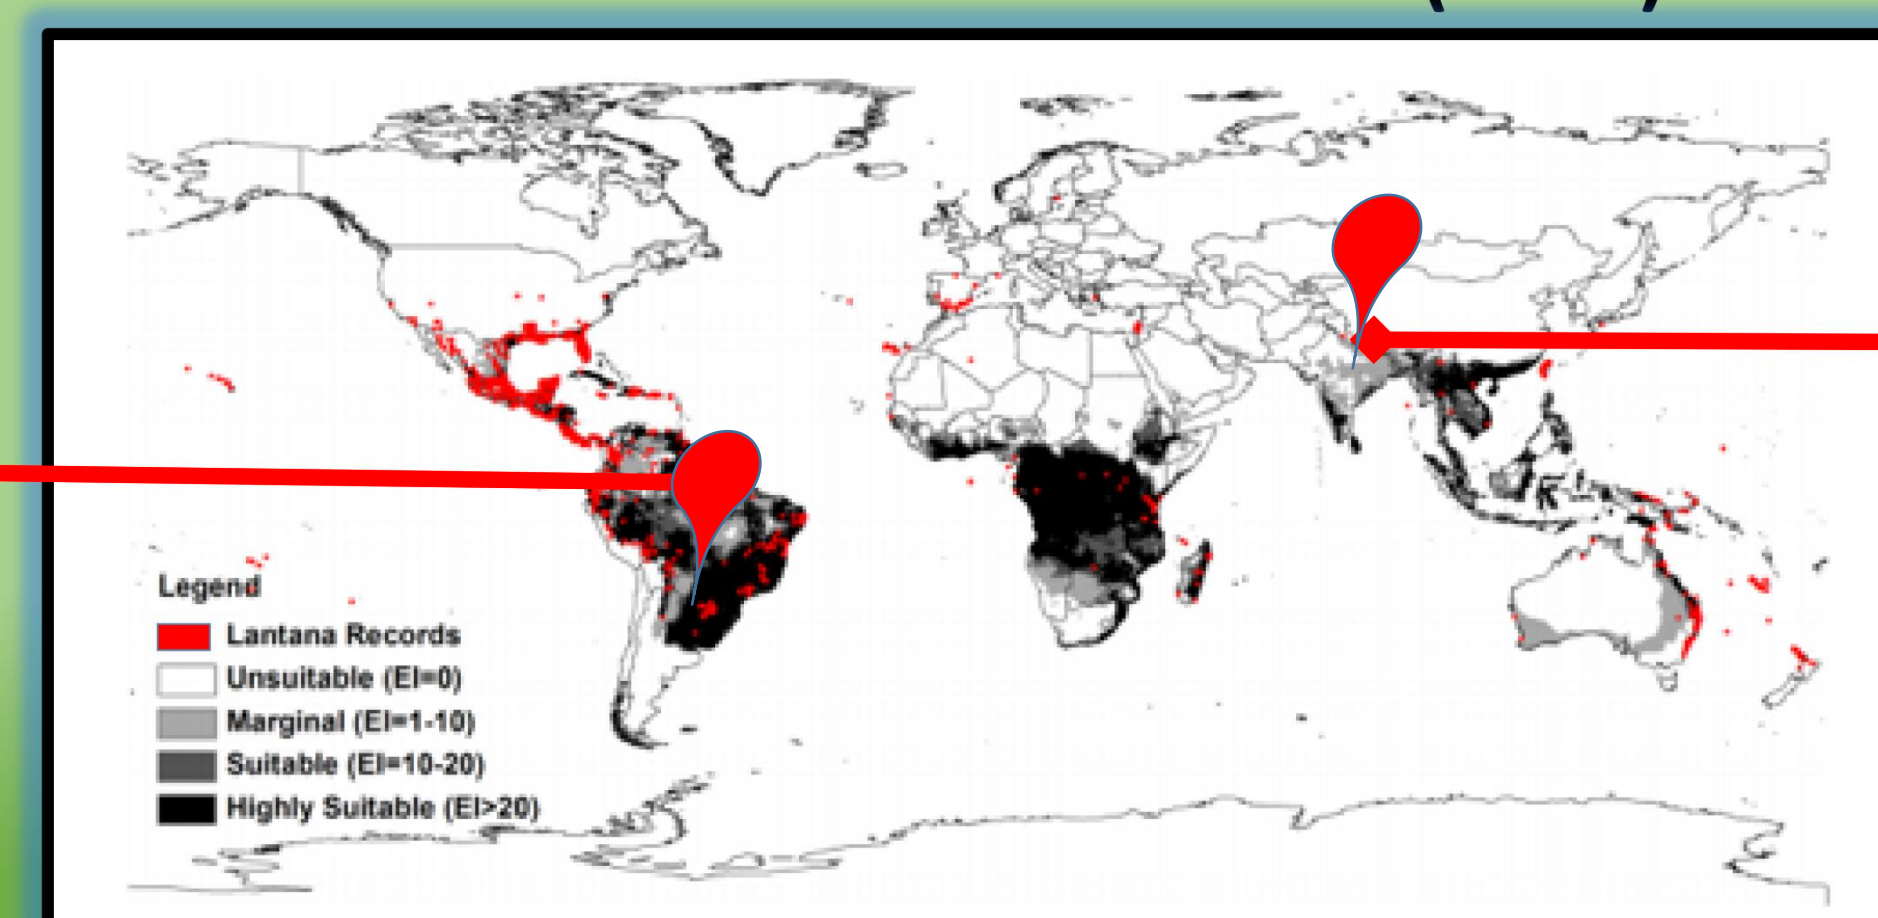 Legend
Lantana Records
Unsuitable (EI=0)
Marginal (EI=1-10)
Suitable (EI=10-20)
Highly Suitable (EI>20)